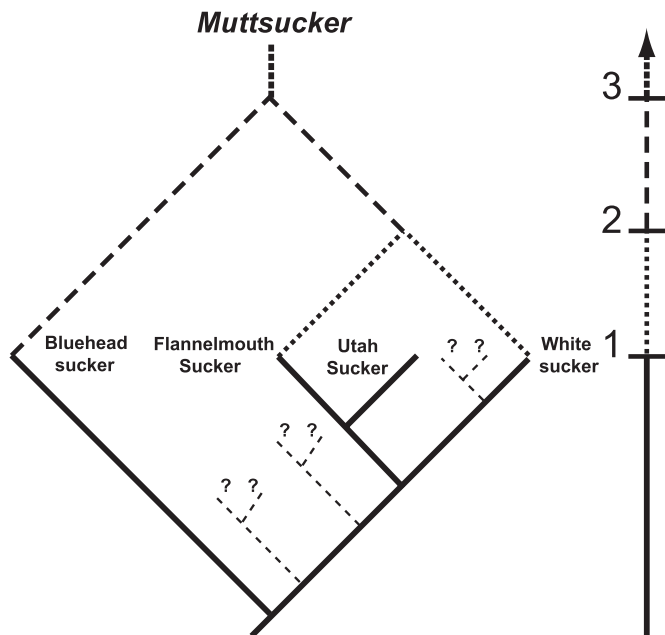 Muttsucker
3
2
1
Bluehead
sucker
Flannelmouth
Sucker
Utah
Sucker
White
sucker
? ?
? ?
? ?